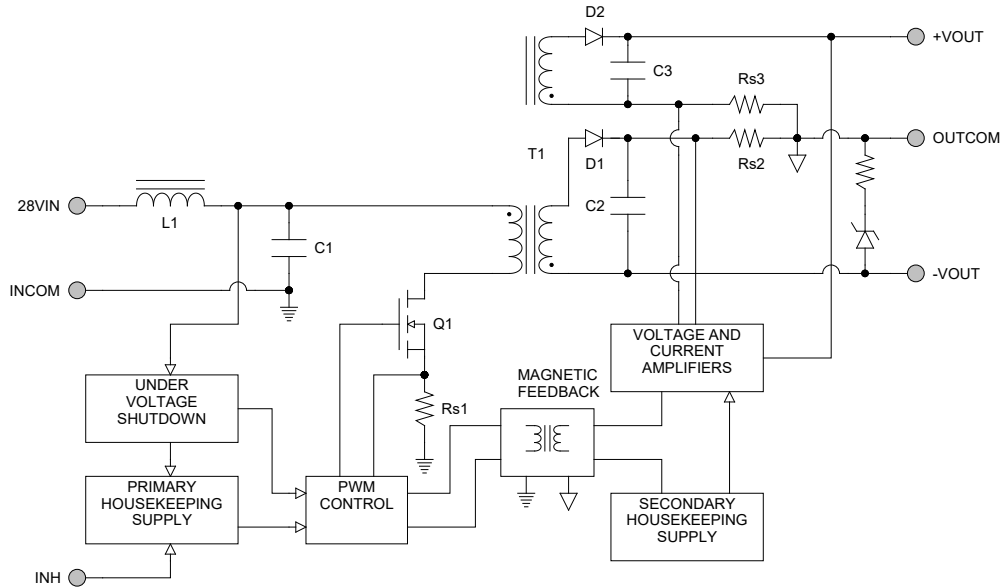 D2
+VOUT
C3
Rs3
OUTCOM
T1
D1
Rs2
28VIN
L1
C2
C1
INCOM
-VOUT
Q1
VOLTAGE AND
CURRENT
AMPLIFIERS
MAGNETIC
FEEDBACK
UNDER
VOLTAGE
SHUTDOWN
Rs1
PRIMARY
HOUSEKEEPING
SUPPLY
PWM
CONTROL
SECONDARY
HOUSEKEEPING
SUPPLY
INH